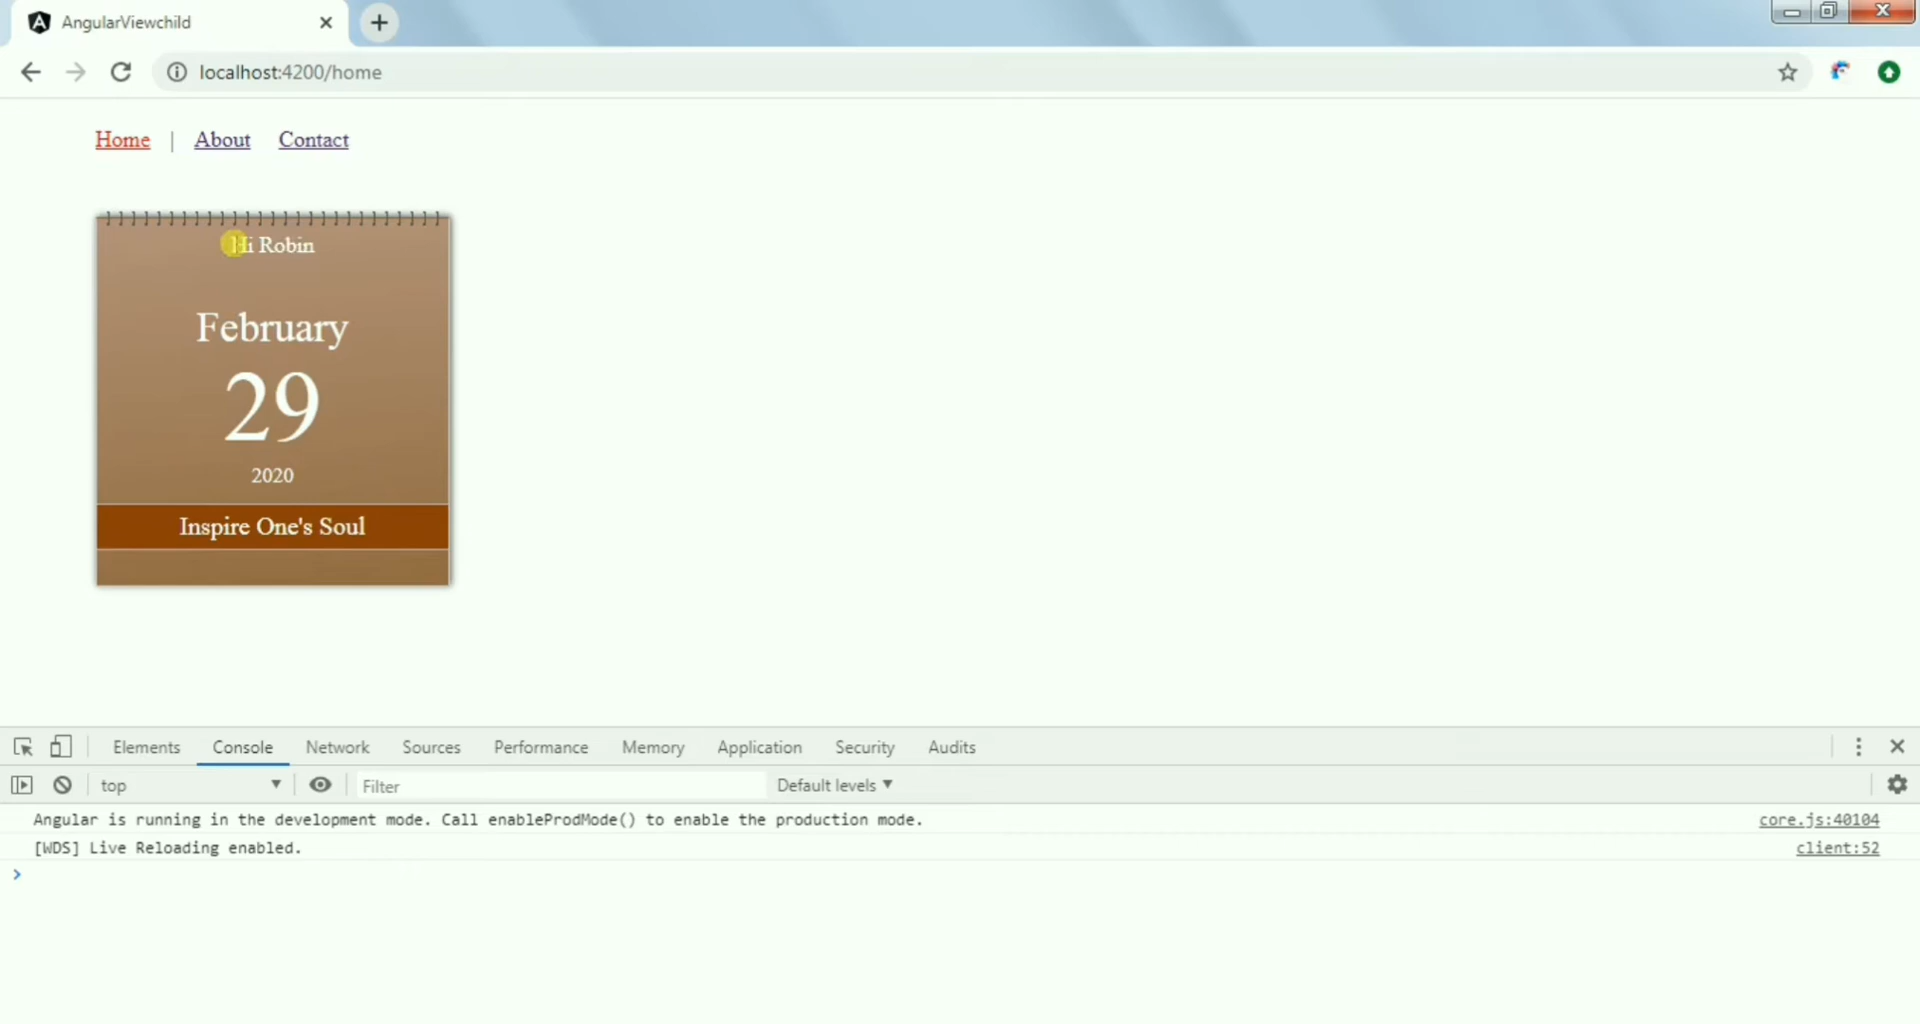 AngularViewchild
localhost:4200/home
Home | About Contact
Hi Robin
February
29
2020
Inspire One's Soul
Elements Console Network Sources Performance Memory Application Security Audits
top Filter Default levels
Angular is running in the development mode. Call enableProdMode() to enable the production mode. core.js:40104
[WDS] Live Reloading enabled. client:52